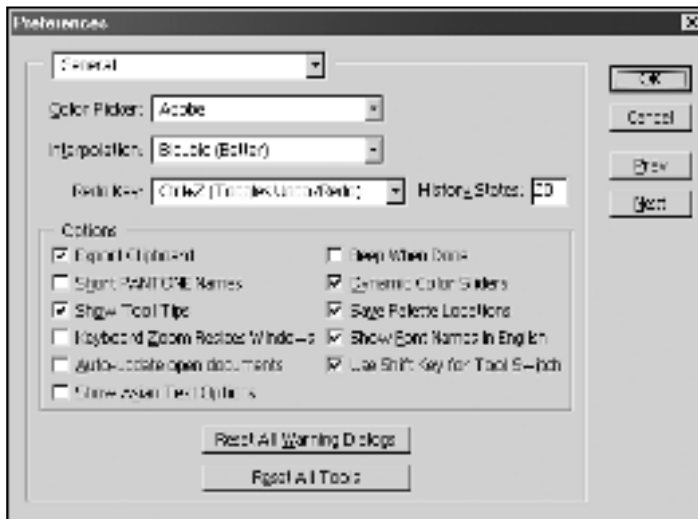 Preferences
General
Color Picker: Adobe
Interpolation: Bicubic (Better)
Redo Key: Ctrl+Z (Toggles Undo/Redo) History States: 20
Options
Export Clipboard
Short PANTONE Names
Show Tool Tips
Keyboard Zoom Resizes Windows
Auto-update open documents
Show Asian Text Options
Beep When Done
Dynamic Color Sliders
Save Palette Locations
Show Font Names in English
Use Shift Key for Tool Switch
Reset All Warning Dialogs
Reset All Tools
OK
Cancel
Prev
Next